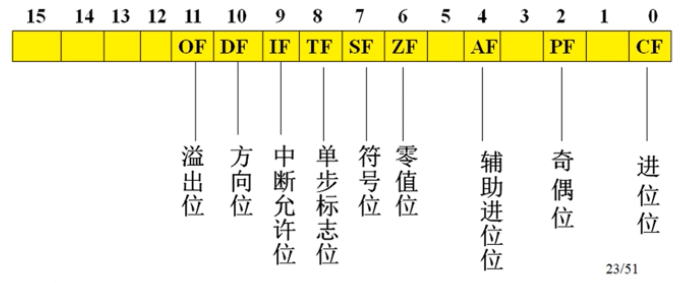 15 14 13 12 11 10 9 8 7 6 5 4 3 2 1 0
OF DF IF TF SF ZF AF PF CF
溢出位
方向位
中断允许位
单步标志位
符号位
零值位
辅助进位位
奇偶位
进位位
23/51